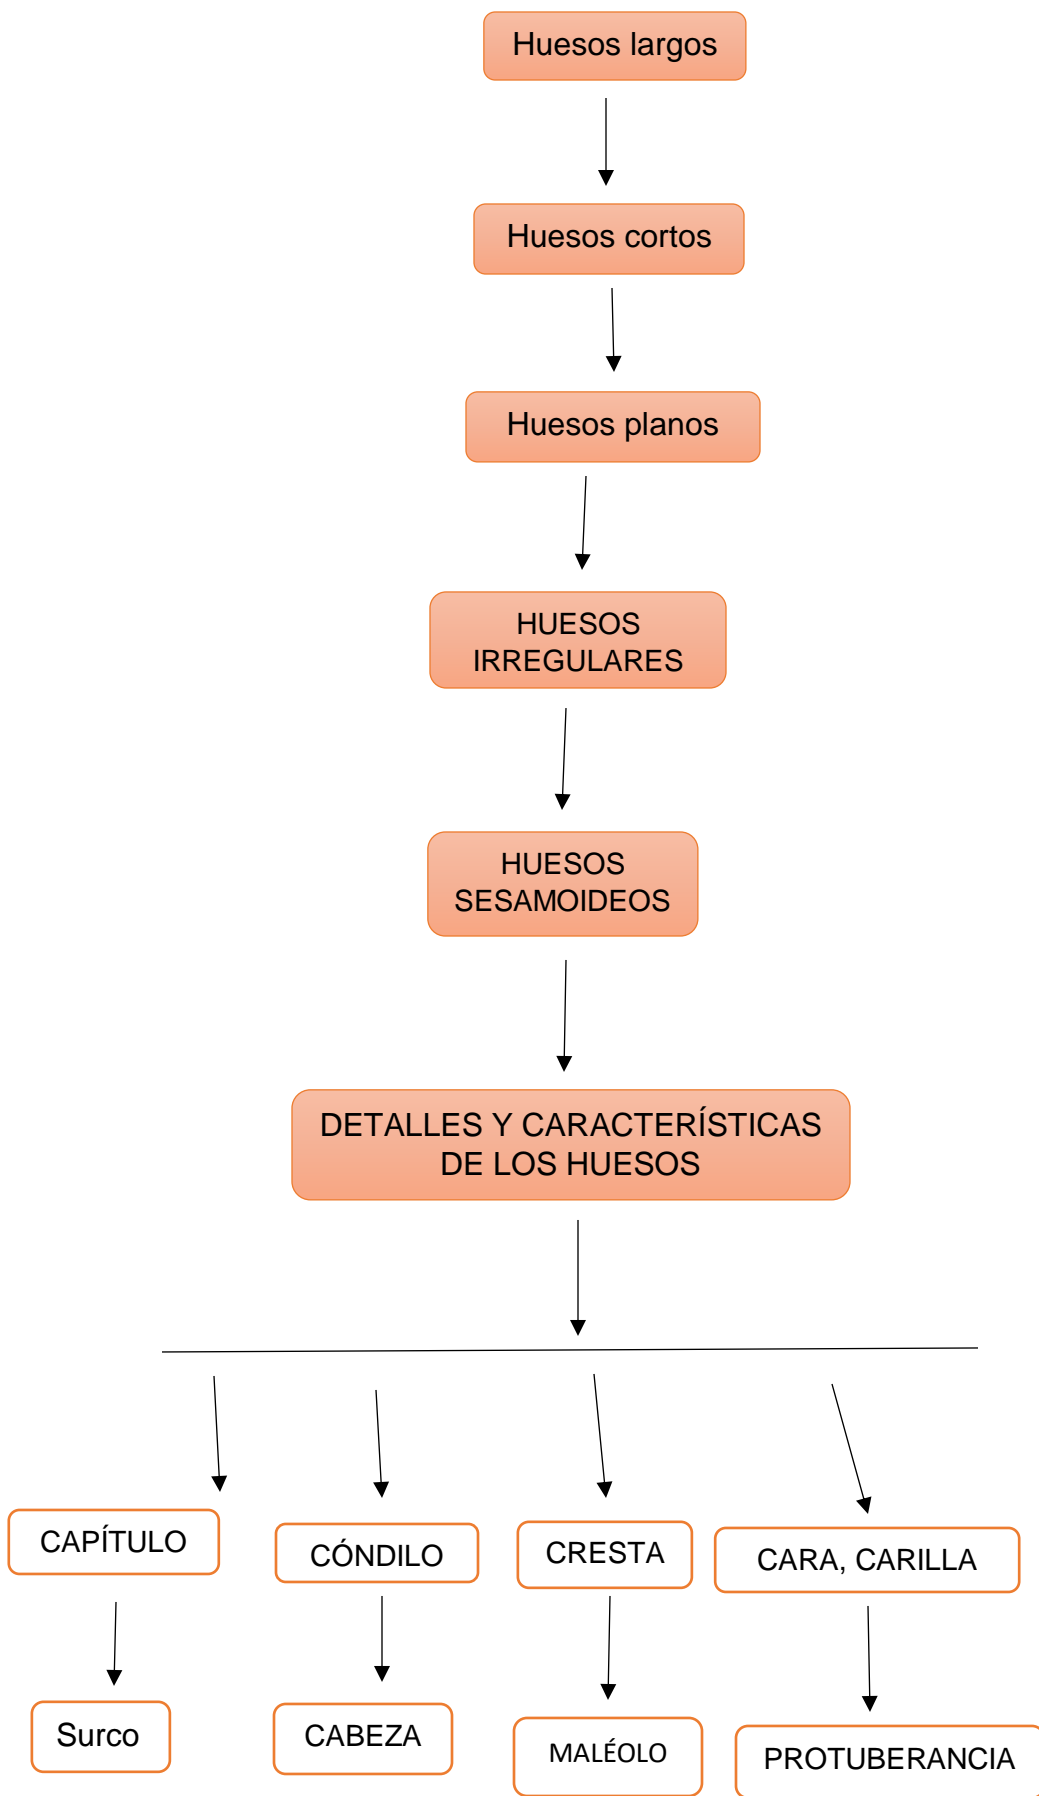 Huesos largos
Huesos cortos
Huesos planos
HUESOS
IRREGULARES
HUESOS
SESAMOIDEOS
DETALLES Y CARACTERÍSTICAS
DE LOS HUESOS
CAPÍTULO
CÓNDILO
CRESTA
CARA, CARILLA
Surco
CABEZA
MALÉOLO
PROTUBERANCIA